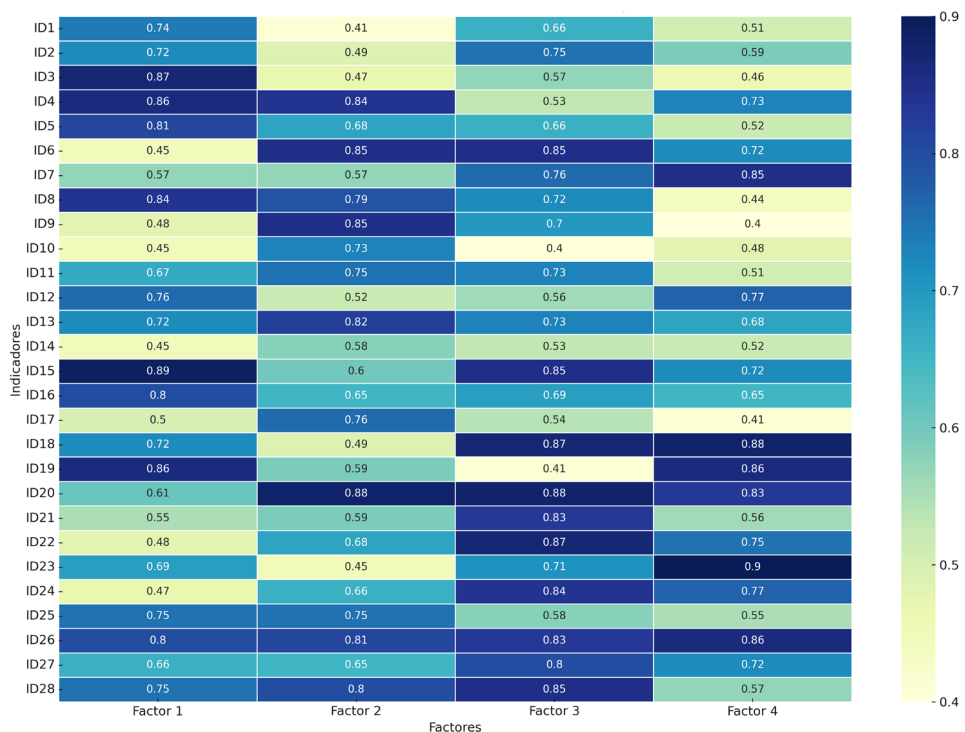 ID1 0.74 0.41 0.66 0.51
ID2 0.72 0.49 0.75 0.59
ID3 0.87 0.47 0.57 0.46
ID4 0.86 0.84 0.53 0.73
ID5 0.81 0.68 0.66 0.52
ID6 0.45 0.85 0.85 0.72
ID7 0.57 0.57 0.76 0.85
ID8 0.84 0.79 0.72 0.44
ID9 0.48 0.85 0.7 0.4
ID10 0.45 0.73 0.4 0.48
ID11 0.67 0.75 0.73 0.51
ID12 0.76 0.52 0.56 0.77
ID13 0.72 0.82 0.73 0.68
ID14 0.45 0.58 0.53 0.52
ID15 0.89 0.6 0.85 0.72
ID16 0.8 0.65 0.69 0.65
ID17 0.5 0.76 0.54 0.41
ID18 0.72 0.49 0.87 0.88
ID19 0.86 0.59 0.41 0.86
ID20 0.61 0.88 0.88 0.83
ID21 0.55 0.59 0.83 0.56
ID22 0.48 0.68 0.87 0.75
ID23 0.69 0.45 0.71 0.9
ID24 0.47 0.66 0.84 0.77
ID25 0.75 0.75 0.58 0.55
ID26 0.8 0.81 0.83 0.86
ID27 0.66 0.65 0.8 0.72
ID28 0.75 0.8 0.85 0.57
Factor 1 Factor 2 Factor 3 Factor 4
Factores
Indicadores
0.9
0.8
0.7
0.6
0.5
0.4